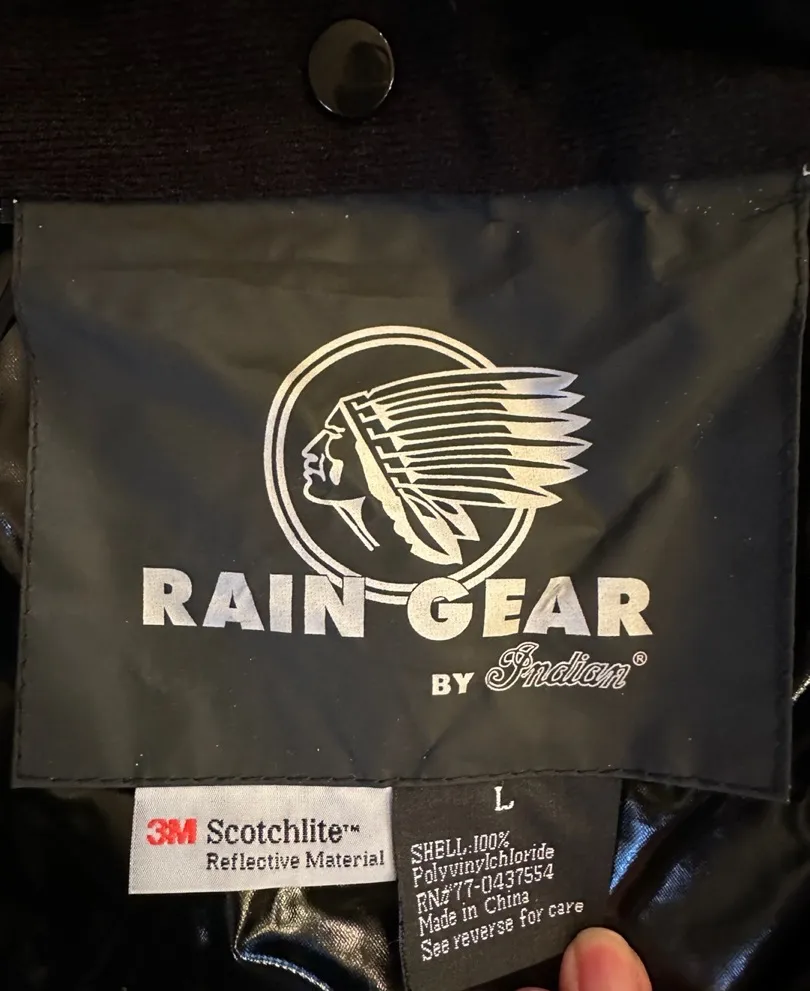 RAIN GEAR
BY Indian®
3M Scotchlite™
Reflective Material
L
SHELL:100%
Polyvinylchloride
RN#77-0437554
Made in China
See reverse for care